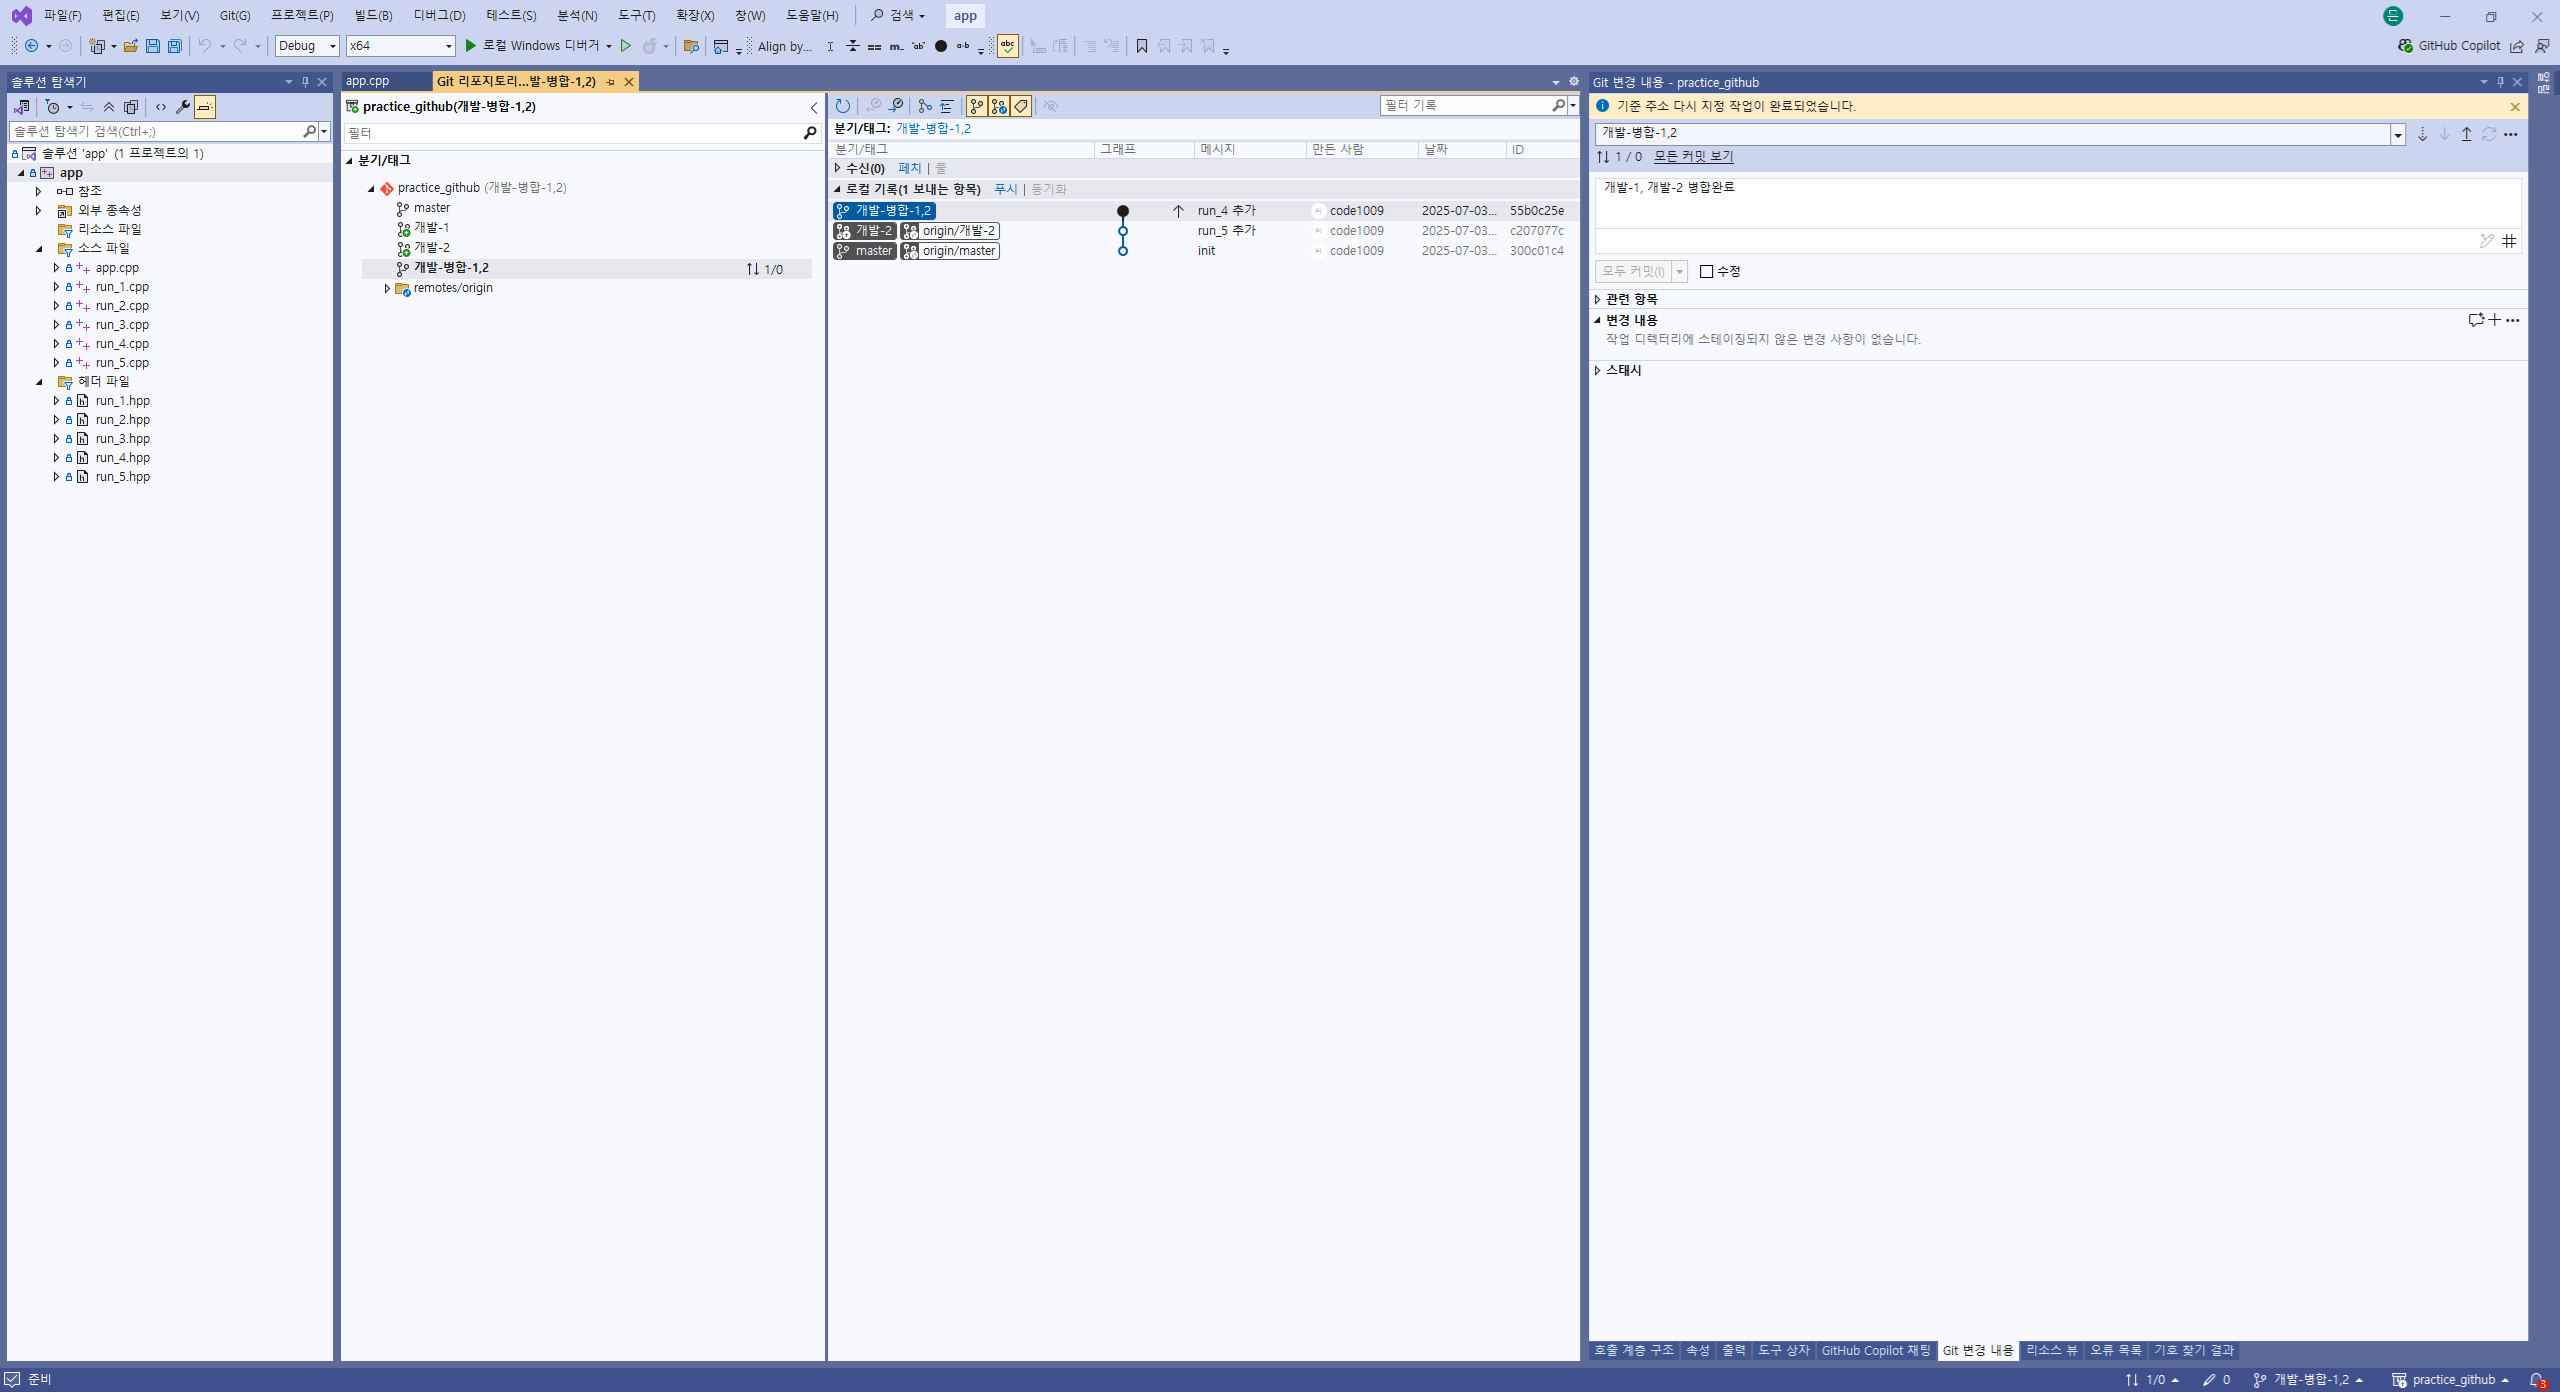 파일(F) 편집(E) 보기(V) Git(G) 프로젝트(P) 빌드(B) 디버그(D) 테스트(S) 분석(N) 도구(T) 확장(X) 창(W) 도움말(H) 검색 app 든
Debug x64 로컬 Windows 디버거 Align by... GitHub Copilot
솔루션 탐색기
솔루션 탐색기 검색(Ctrl+;)
솔루션 'app' (1 프로젝트의 1)
app
참조
외부 종속성
리소스 파일
소스 파일
app.cpp
run_1.cpp
run_2.cpp
run_3.cpp
run_4.cpp
run_5.cpp
헤더 파일
run_1.hpp
run_2.hpp
run_3.hpp
run_4.hpp
run_5.hpp
app.cpp Git 리포지토리...발-병합-1,2)
practice_github(개발-병합-1,2)
필터
분기/태그
practice_github (개발-병합-1,2)
master
개발-1
개발-2
개발-병합-1,2 1/0
remotes/origin
필터 기록
분기/태그: 개발-병합-1,2
분기/태그 그래프 메시지 만든 사람 날짜 ID
수신(0) 페치 | 풀
로컬 기록(1 보내는 항목) 푸시 | 동기화
개발-병합-1,2 run_4 추가 code1009 2025-07-03... 55b0c25e
개발-2 origin/개발-2 run_5 추가 code1009 2025-07-03... c207077c
master origin/master init code1009 2025-07-03... 300c01c4
Git 변경 내용 - practice_github
기준 주소 다시 지정 작업이 완료되었습니다.
개발-병합-1,2
1 / 0 모든 커밋 보기
개발-1, 개발-2 병합완료
모두 커밋(I) 수정
관련 항목
변경 내용
작업 디렉터리에 스테이징되지 않은 변경 사항이 없습니다.
스태시
호출 계층 구조 속성 출력 도구 상자 GitHub Copilot 채팅 Git 변경 내용 리소스 뷰 오류 목록 기호 찾기 결과
준비 1/0 0 개발-병합-1,2 practice_github 3